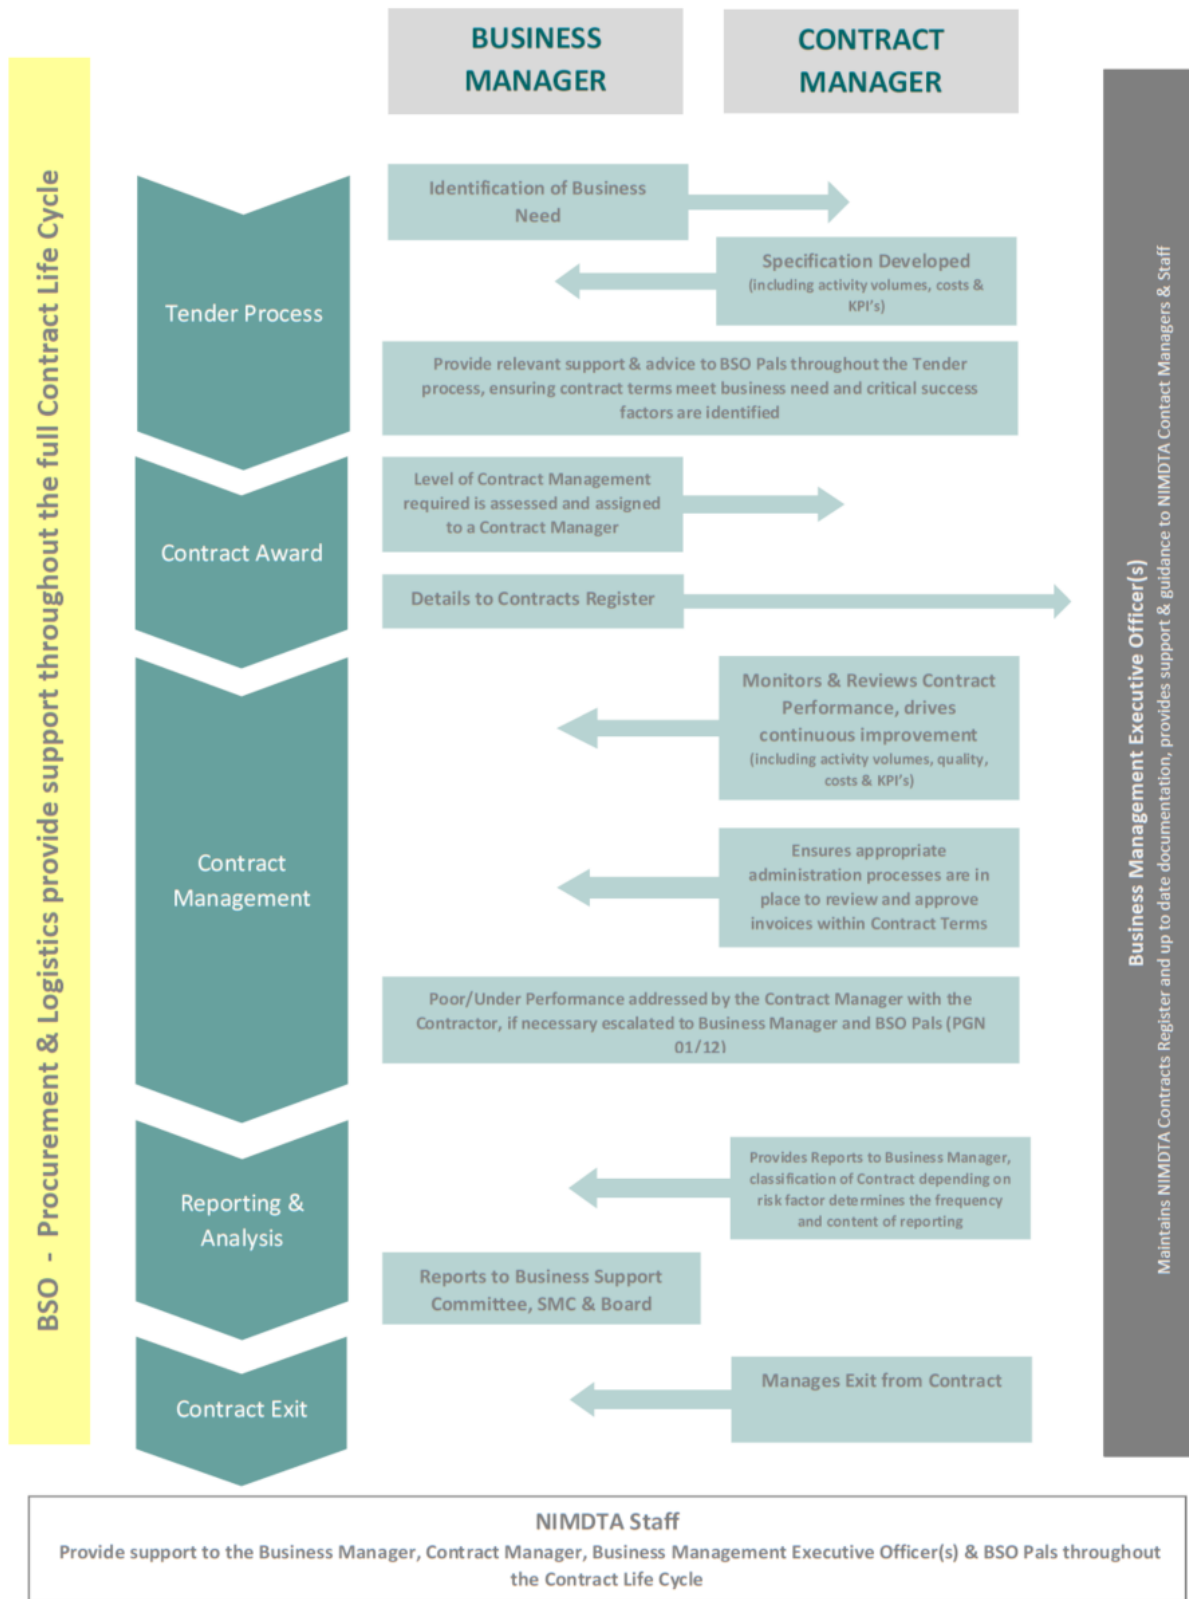 BUSINESS
MANAGER
CONTRACT
MANAGER
BSO - Procurement & Logistics provide support throughout the full Contract Life Cycle
Tender Process
Identification of Business
Need
Specification Developed
(including activity volumes, costs &
KPI's)
Provide relevant support & advice to BSO Pals throughout the Tender
process, ensuring contract terms meet business need and critical success
factors are identified
Contract Award
Level of Contract Management
required is assessed and assigned
to a Contract Manager
Details to Contracts Register
Contract
Management
Monitors & Reviews Contract
Performance, drives
continuous improvement
(including activity volumes, quality,
costs & KPI's)
Ensures appropriate
administration processes are in
place to review and approve
invoices within Contract Terms
Poor/Under Performance addressed by the Contract Manager with the
Contractor, if necessary escalated to Business Manager and BSO Pals (PGN
01/12)
Reporting &
Analysis
Provides Reports to Business Manager,
classification of Contract depending on
risk factor determines the frequency
and content of reporting
Reports to Business Support
Committee, SMC & Board
Contract Exit
Manages Exit from Contract
Business Management Executive Officer(s)
Maintains NIMDTA Contracts Register and up to date documentation, provides support & guidance to NIMDTA Contact Managers & Staff
NIMDTA Staff
Provide support to the Business Manager, Contract Manager, Business Management Executive Officer(s) & BSO Pals throughout
the Contract Life Cycle